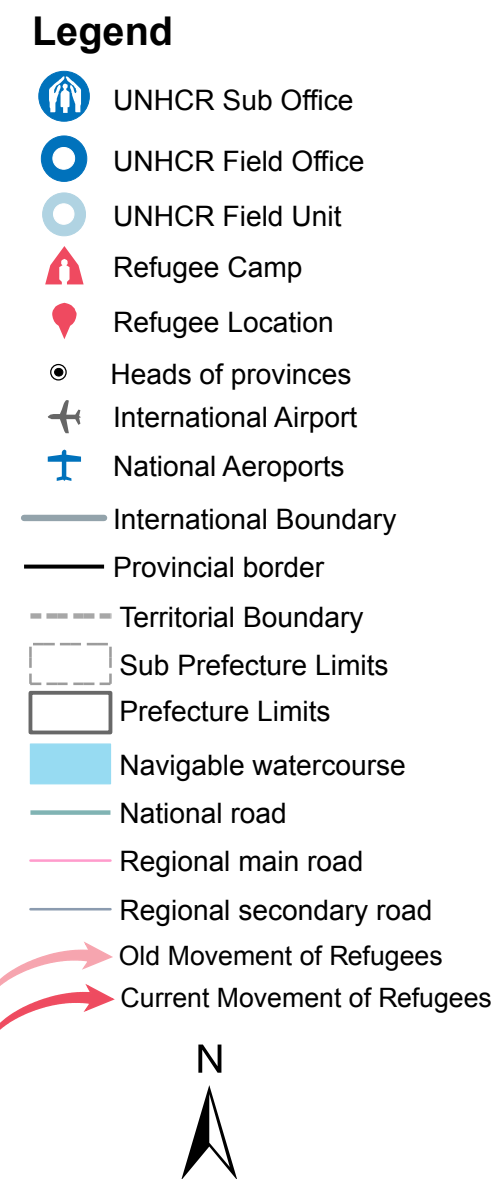 Legend
UNHCR Sub Office
UNHCR Field Office
UNHCR Field Unit
Refugee Camp
Refugee Location
Heads of provinces
International Airport
National Aeroports
International Boundary
Provincial border
Territorial Boundary
Sub Prefecture Limits
Prefecture Limits
Navigable watercourse
National road
Regional main road
Regional secondary road
Old Movement of Refugees
Current Movement of Refugees
N